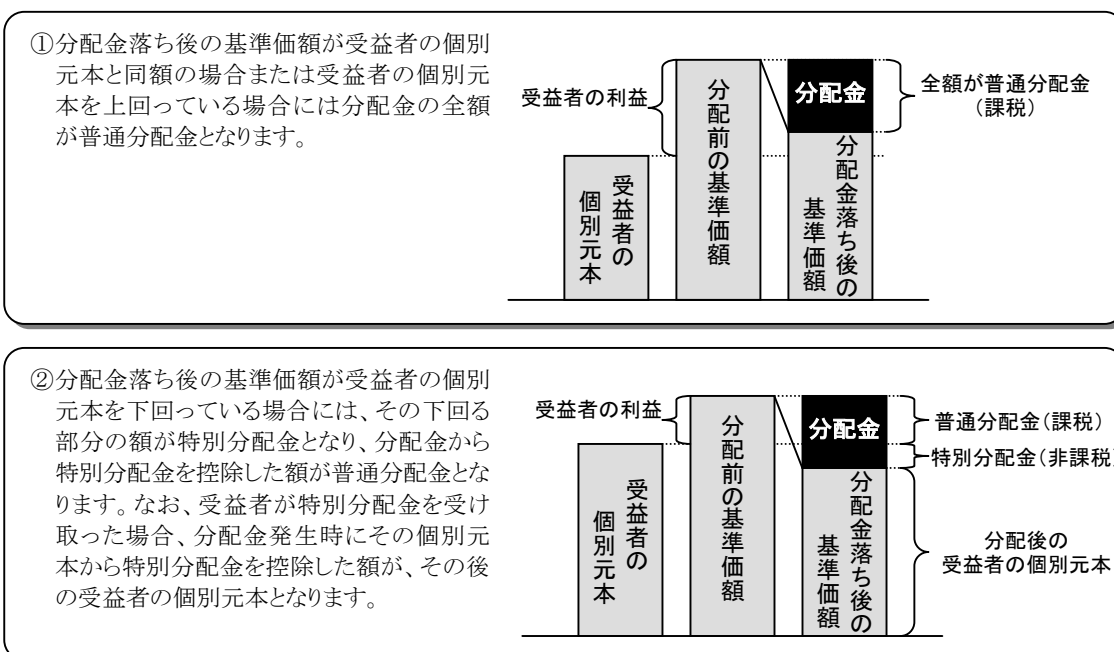 ①分配金落ち後の基準価額が受益者の個別
元本と同額の場合または受益者の個別元
本を上回っている場合には分配金の全額
が普通分配金となります。
受益者の利益
受益者の
個別元本
分配前の基準価額
分配金
分配金落ち後の
基準価額
全額が普通分配金
(課税)
②分配金落ち後の基準価額が受益者の個別
元本を下回っている場合には、その下回る
部分の額が特別分配金となり、分配金から
特別分配金を控除した額が普通分配金とな
ります。なお、受益者が特別分配金を受け
取った場合、分配金発生時にその個別元
本から特別分配金を控除した額が、その後
の受益者の個別元本となります。
受益者の利益
受益者の
個別元本
分配前の基準価額
分配金
分配金落ち後の
基準価額
普通分配金(課税)
特別分配金(非課税)
分配後の
受益者の個別元本